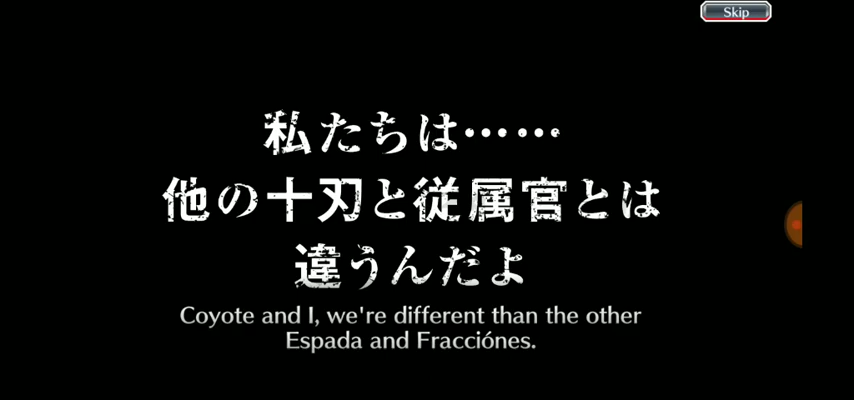 Skip
私たちは……
他の十刃と従属官とは
違うんだよ
Coyote and I, we're different than the other
Espada and Fracciónes.